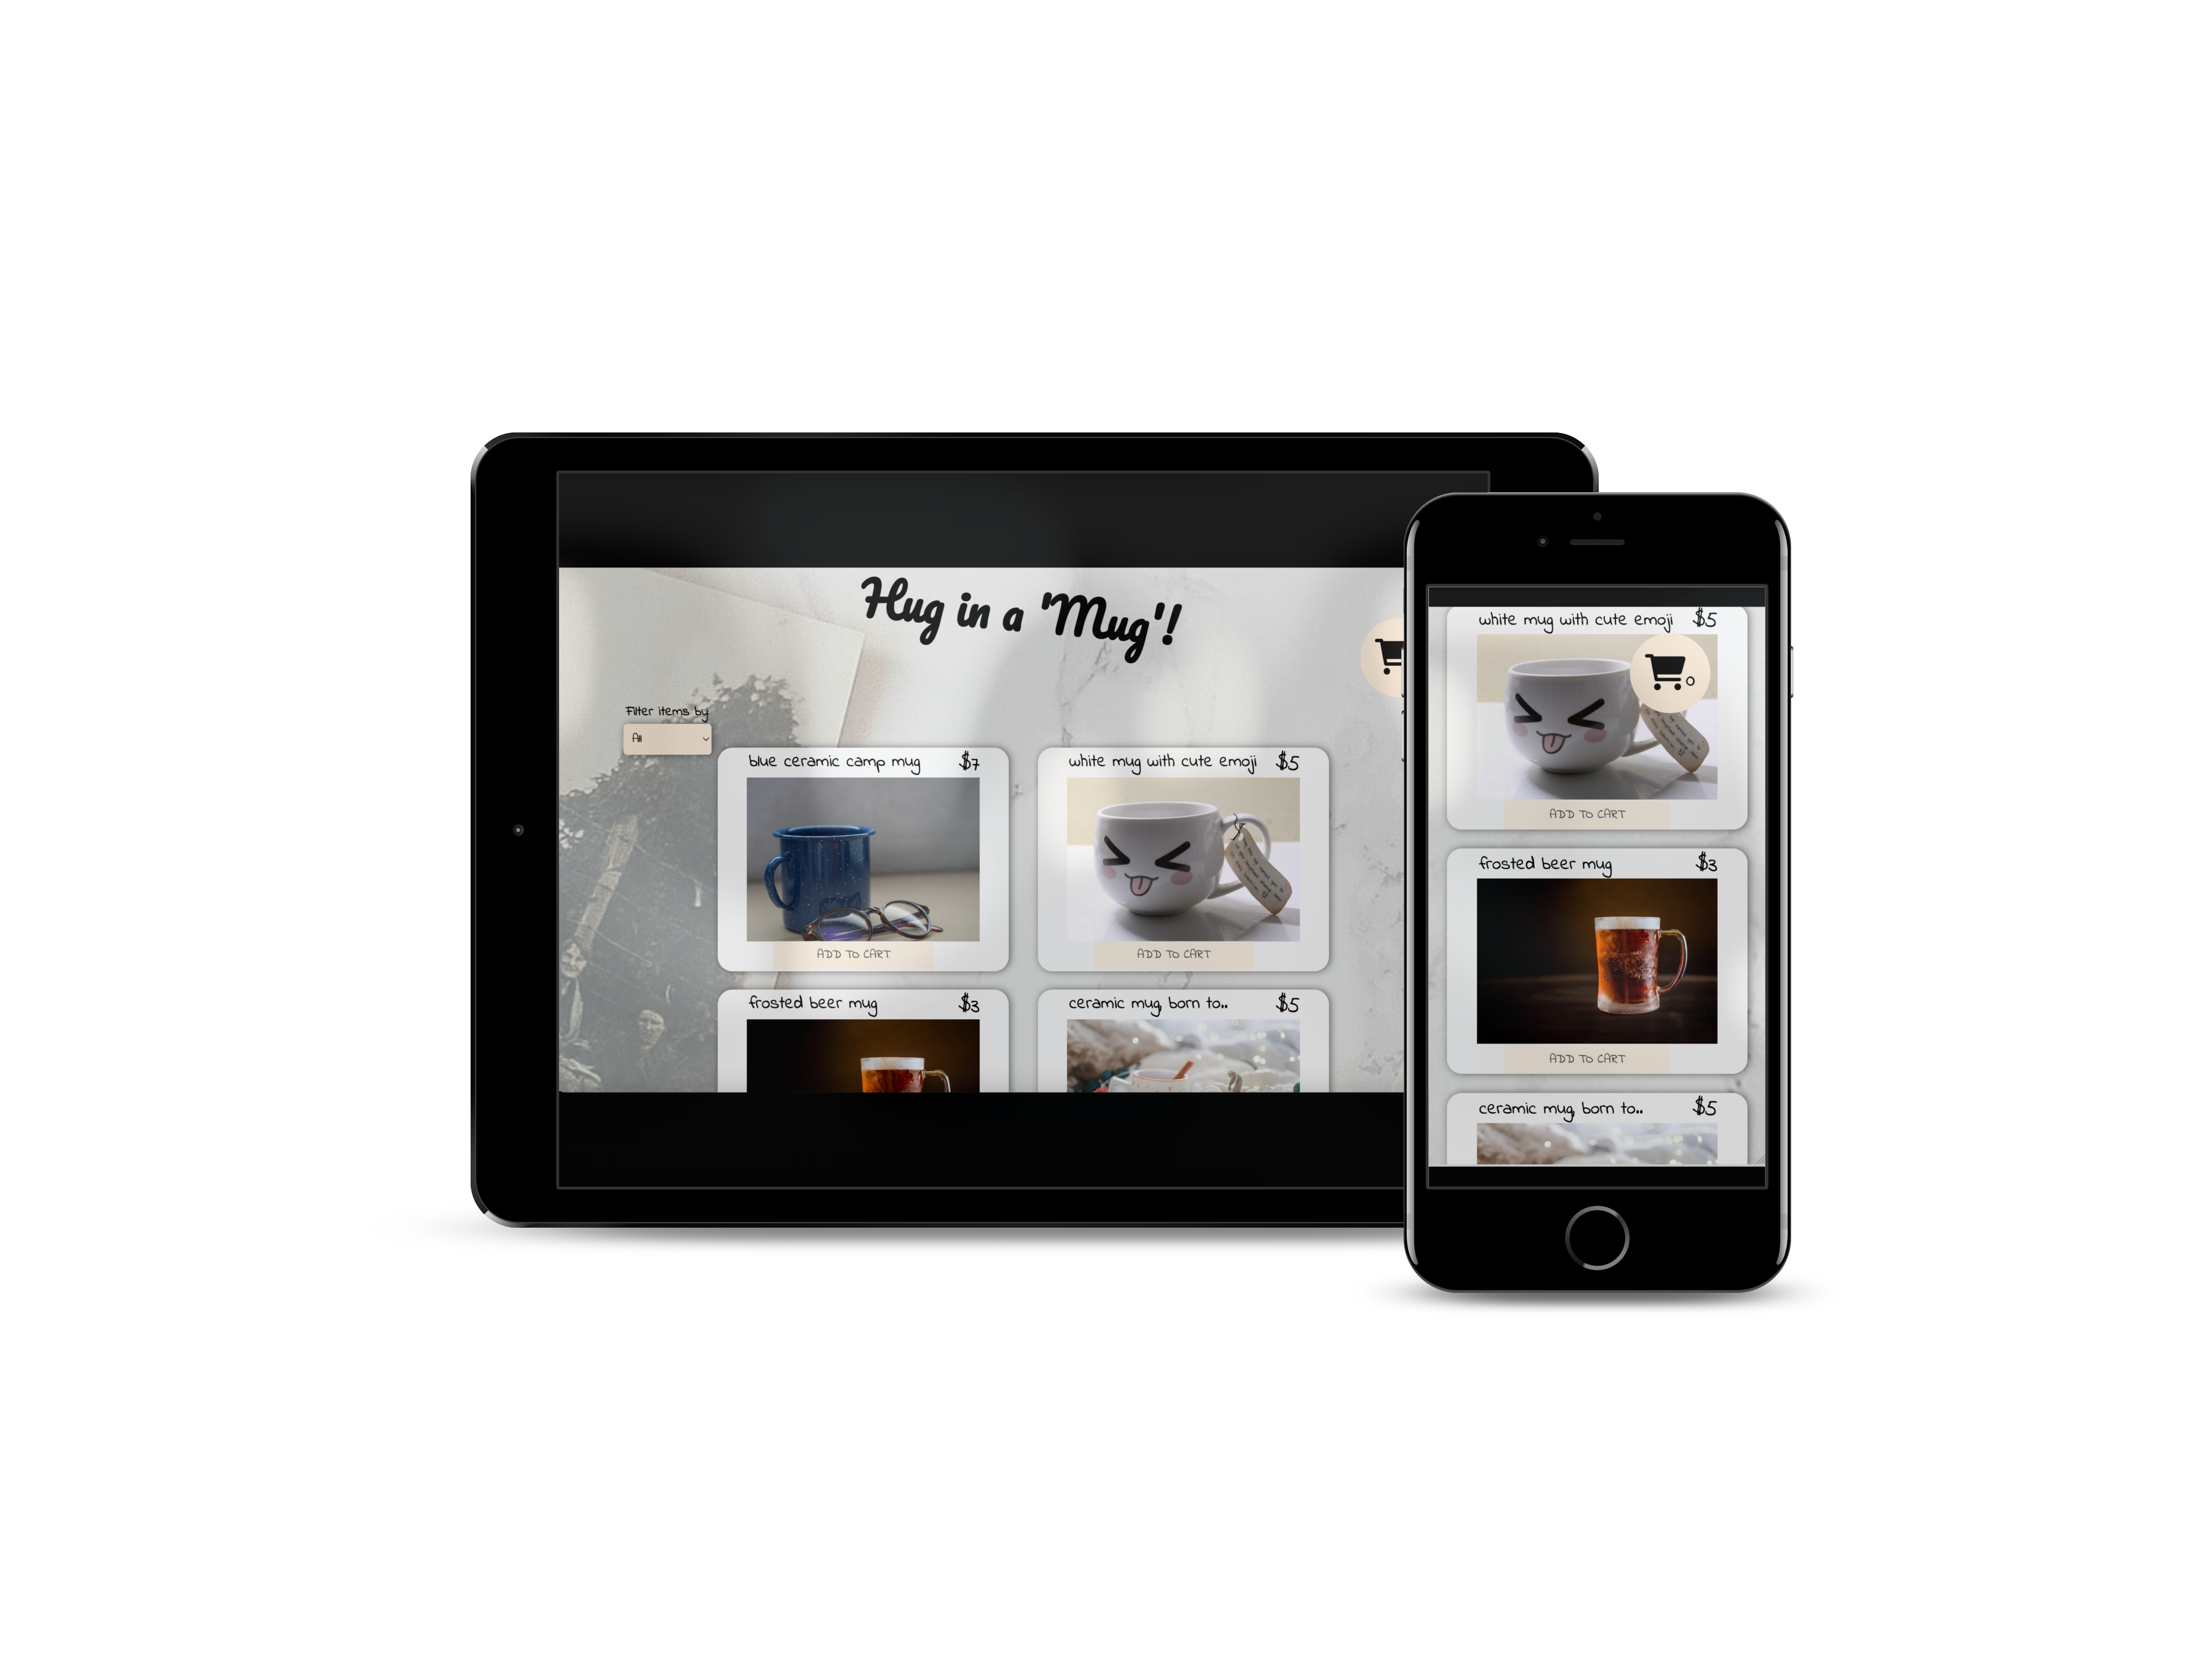 Hug in a 'Mug'!
Filter items by
All
blue ceramic camp mug $7
ADD TO CART
white mug with cute emoji $5
ADD TO CART
frosted beer mug $3
ceramic mug, born to.. $5
white mug with cute emoji $5
0
ADD TO CART
frosted beer mug $3
ADD TO CART
ceramic mug, born to.. $5